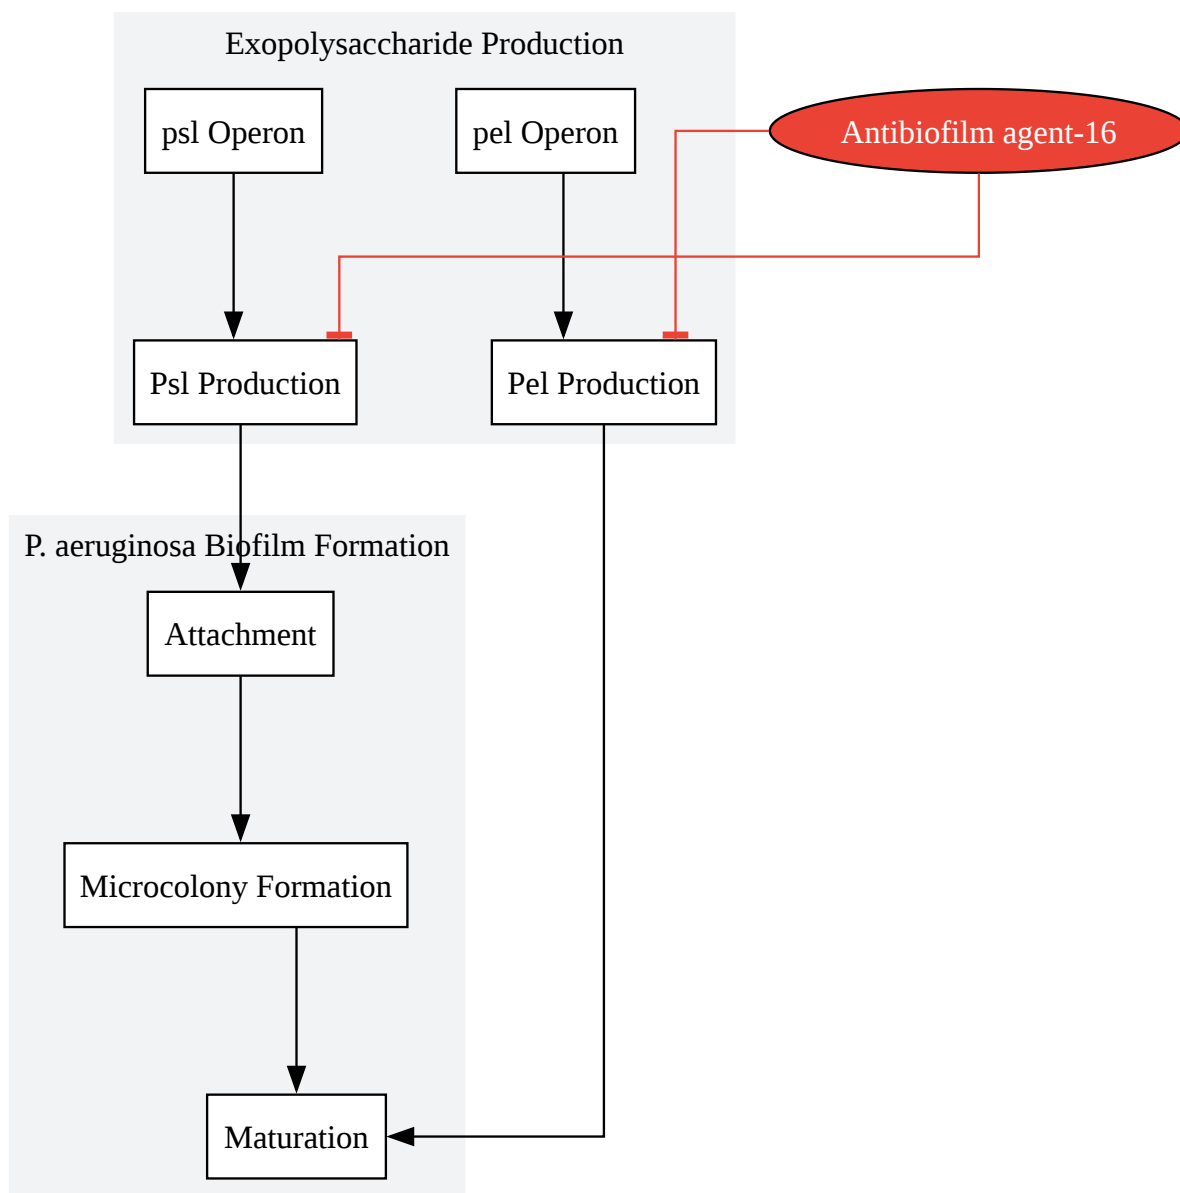 Exopolysaccharide Production
psl Operon
pel Operon
Antibiofilm agent-16
Psl Production
Pel Production
P. aeruginosa Biofilm Formation
Attachment
Microcolony Formation
Maturation